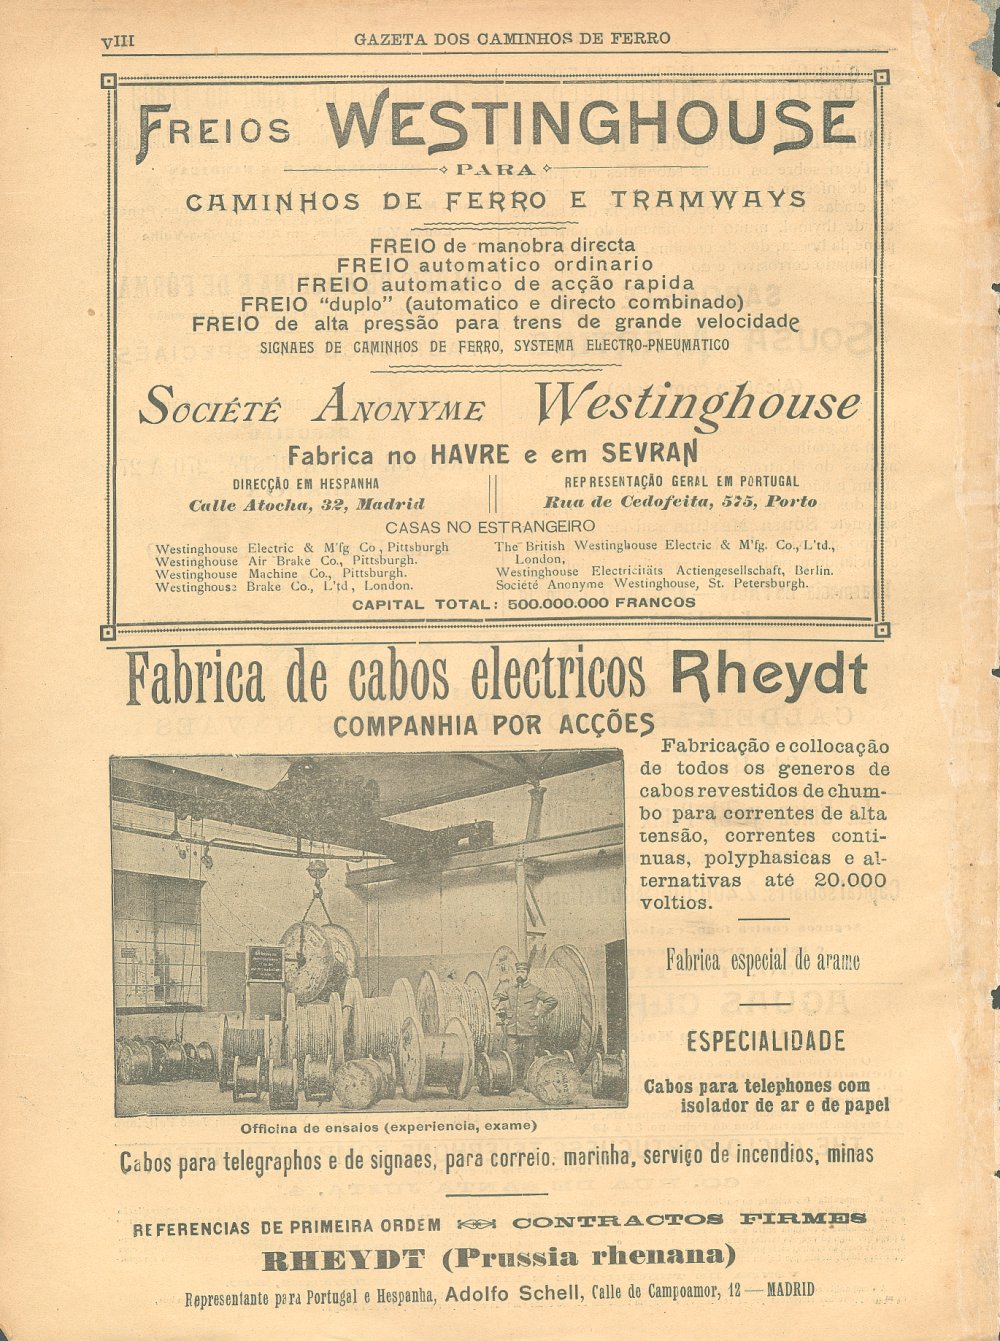 VIII
GAZETA DOS CAMINHOS DE FERRO
FREIOS WESTINGHOUSE
PARA
CAMINHOS DE FERRO E TRAMWAYS
FREIO de manobra directa
FREIO automatico ordinario
FREIO automatico de acção rapida
FREIO "duplo" (automatico e directo combinado)
FREIO de alta pressão para trens de grande velocidade
SIGNAES DE CAMINHOS DE FERRO, SYSTEMA ELECTRO-PNEUMATICO
SOCIÉTÉ ANONYME Westinghouse
Fabrica no HAVRE e em SEVRAN
DIRECÇÃO EM HESPANHA
Calle Atocha, 32, Madrid
REPRESENTAÇÃO GERAL EM PORTUGAL
Rua de Cedofeita, 575, Porto
CASAS NO ESTRANGEIRO
Westinghouse Electric & M'fg Co, Pittsburgh
Westinghouse Air Brake Co., Pittsburgh.
Westinghouse Machine Co., Pittsburgh.
Westinghouse Brake Co., L'td, London.
The British Westinghouse Electric & M'fg. Co., L'td.,
London,
Westinghouse Electricitäts Actiengesellschaft, Berlin.
Société Anonyme Westinghouse, St. Petersburgh.
CAPITAL TOTAL: 500.000.000 FRANCOS
Fabrica de cabos electricos Rheydt
COMPANHIA POR ACÇÕES
Fabricação e collocação
de todos os generos de
cabos revestidos de chum-
bo para correntes de alta
tensão, correntes conti-
nuas, polyphasicas e al-
ternativas até 20.000
voltios.
Fabrica especial de arame
ESPECIALIDADE
Cabos para telephones com
isolador de ar e de papel
Officina de ensaios (experiencia, exame)
Cabos para telegraphos e de signaes, para correio. marinha, serviço de incendios, minas
REFERENCIAS DE PRIMEIRA ORDEM CONTRACTOS FIRMES
RHEYDT (Prussia rhenana)
Representante para Portugal e Hespanha, Adolfo Schell, Calle de Campoamor, 12 — MADRID